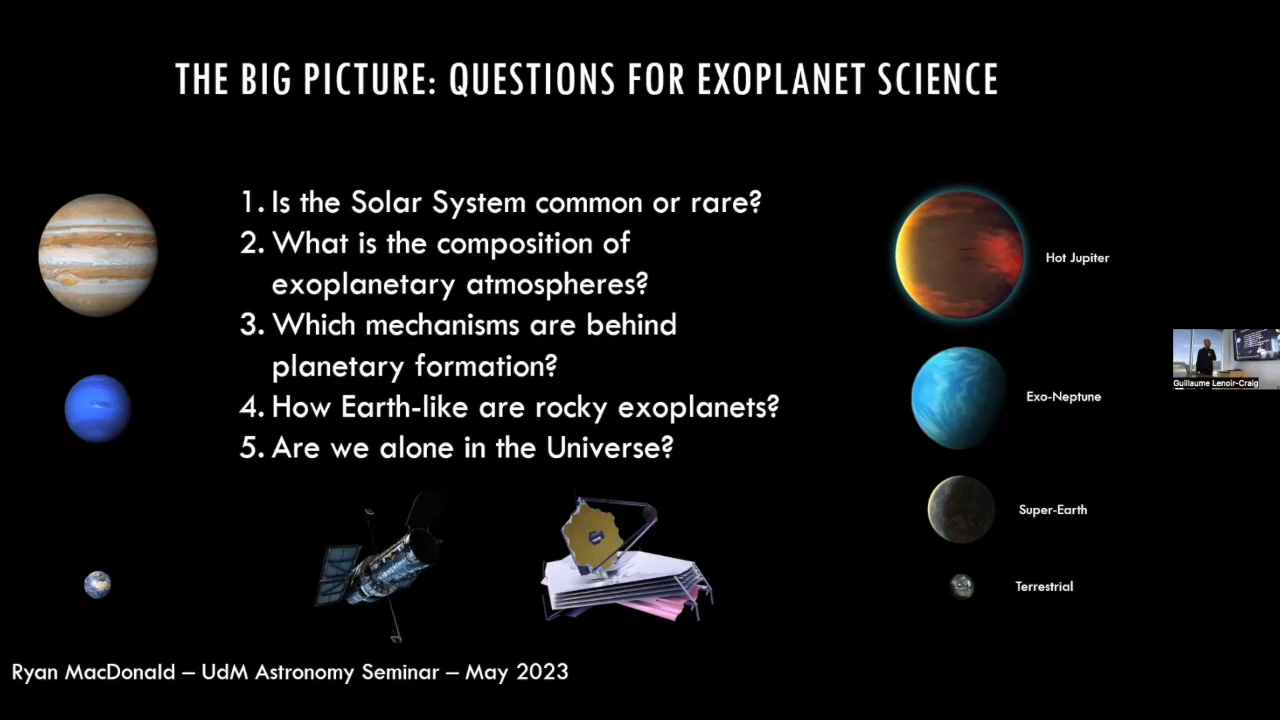 THE BIG PICTURE: QUESTIONS FOR EXOPLANET SCIENCE
1. Is the Solar System common or rare?
2. What is the composition of
exoplanetary atmospheres?
3. Which mechanisms are behind
planetary formation?
4. How Earth-like are rocky exoplanets?
5. Are we alone in the Universe?
Hot Jupiter
Exo-Neptune
Super-Earth
Terrestrial
Guillaume Lenoir-Craig
Ryan MacDonald – UdM Astronomy Seminar – May 2023